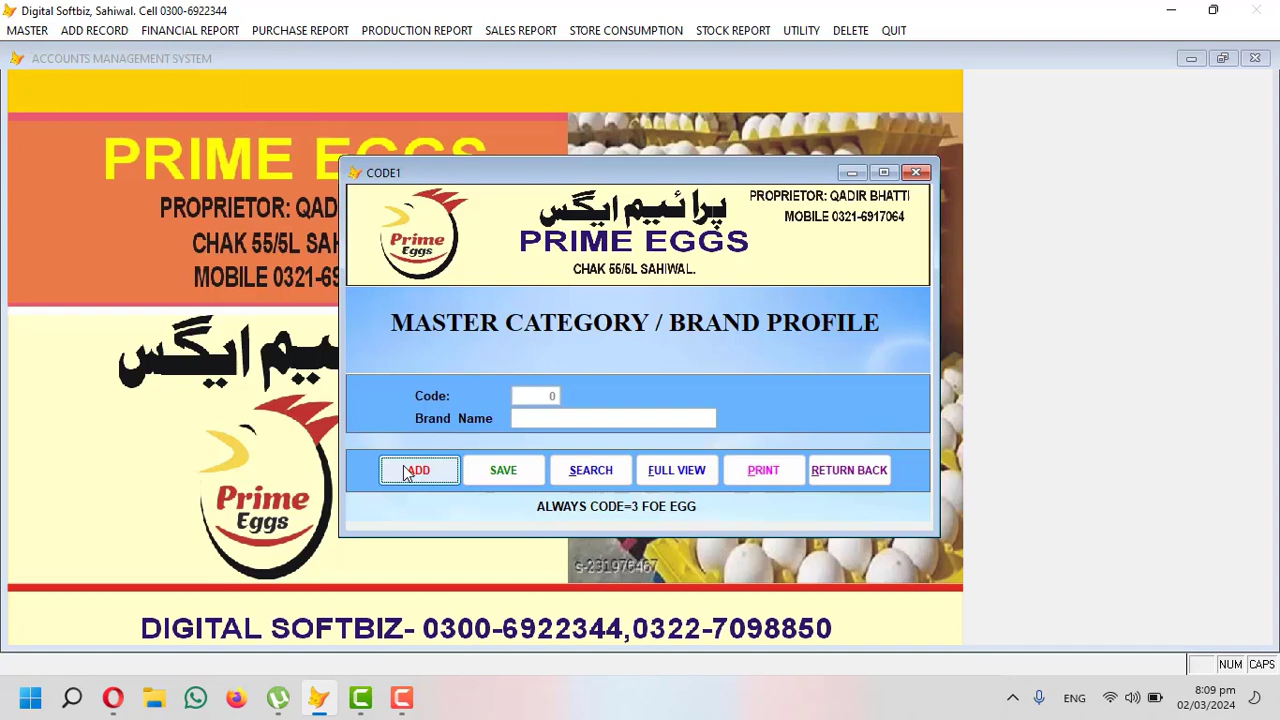 Digital Softbiz, Sahiwal. Cell 0300-6922344
MASTER ADD RECORD FINANCIAL REPORT PURCHASE REPORT PRODUCTION REPORT SALES REPORT STORE CONSUMPTION STOCK REPORT UTILITY DELETE QUIT
ACCOUNTS MANAGEMENT SYSTEM
PRIME EGGS
PROPRIETOR: QAD
CHAK 55/5L SAH
MOBILE 0321-69
Prime
Eggs
CODE1
Prime
Eggs
پرائیم ایگس
PRIME EGGS
CHAK 55/5L SAHIWAL.
PROPRIETOR: QADIR BHATTI
MOBILE 0321-6917064
MASTER CATEGORY / BRAND PROFILE
Code: 0
Brand Name
ADD SAVE SEARCH FULL VIEW PRINT RETURN BACK
ALWAYS CODE=3 FOE EGG
DIGITAL SOFTBIZ- 0300-6922344,0322-7098850
NUM CAPS
ENG
8:09 pm
02/03/2024